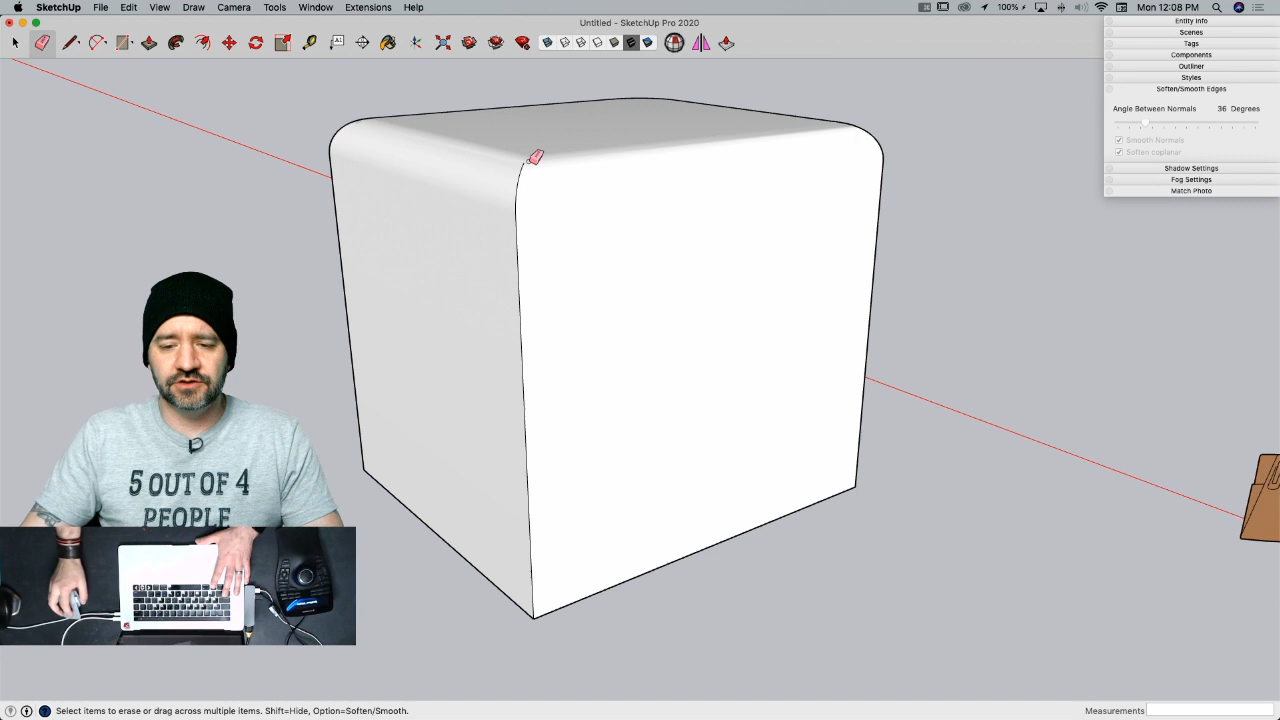 SketchUp File Edit View Draw Camera Tools Window Extensions Help
100% Mon 12:08 PM
Untitled - SketchUp Pro 2020
Entity Info
Scenes
Tags
Components
Outliner
Styles
Soften/Smooth Edges
Angle Between Normals 36 Degrees
Smooth Normals
Soften coplanar
Shadow Settings
Fog Settings
Match Photo
5 OUT OF 4
PEOPLE
Select items to erase or drag across multiple items. Shift=Hide, Option=Soften/Smooth.
Measurements